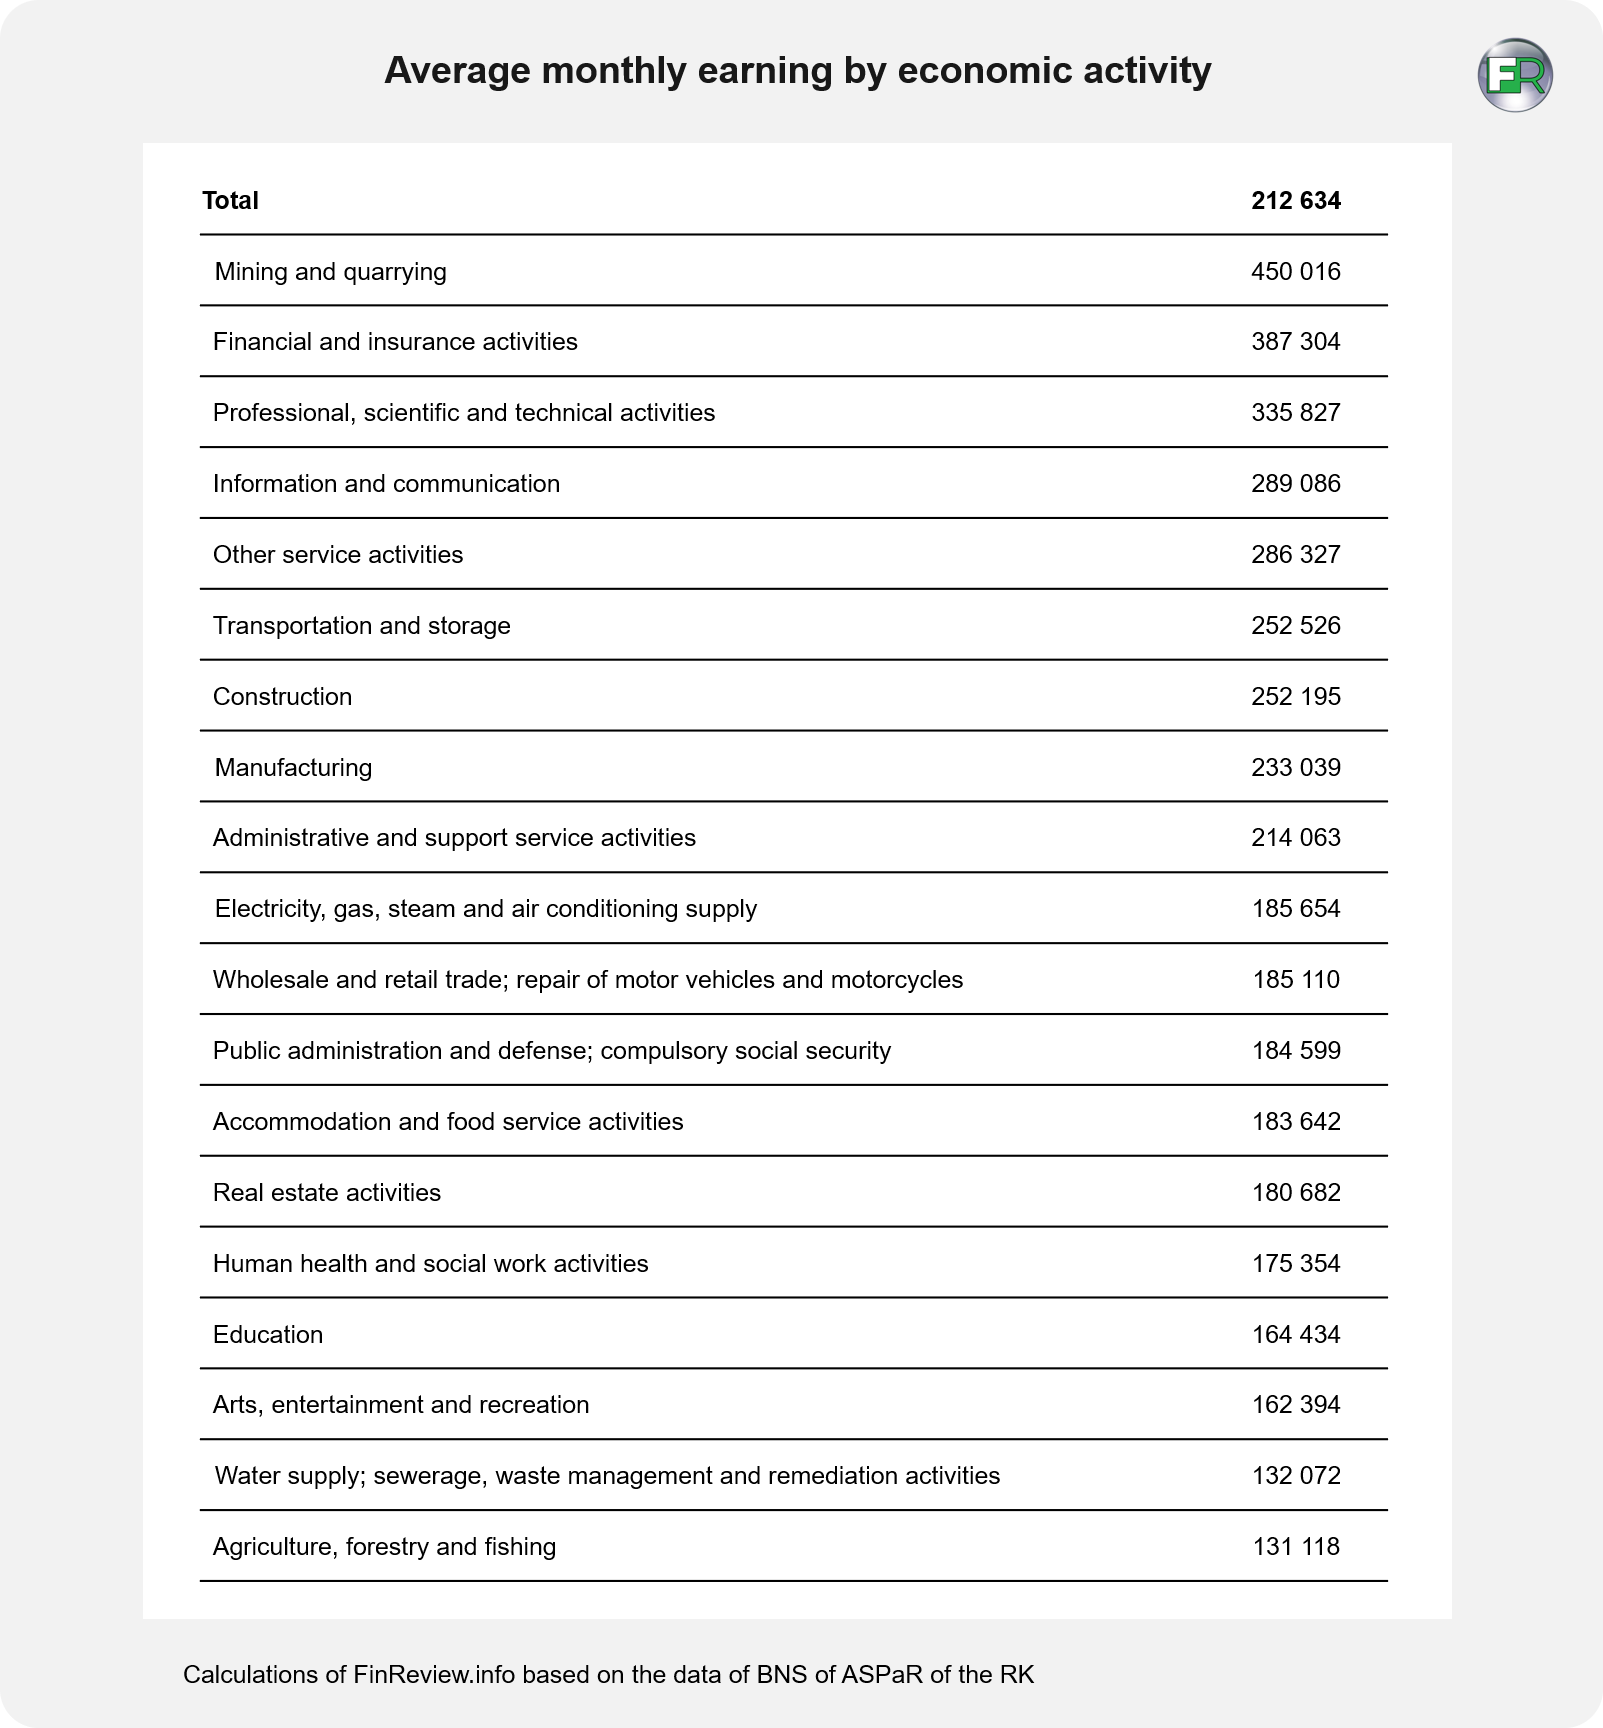 Average monthly earning by economic activity
FR
Total 212 634
Mining and quarrying 450 016
Financial and insurance activities 387 304
Professional, scientific and technical activities 335 827
Information and communication 289 086
Other service activities 286 327
Transportation and storage 252 526
Construction 252 195
Manufacturing 233 039
Administrative and support service activities 214 063
Electricity, gas, steam and air conditioning supply 185 654
Wholesale and retail trade; repair of motor vehicles and motorcycles 185 110
Public administration and defense; compulsory social security 184 599
Accommodation and food service activities 183 642
Real estate activities 180 682
Human health and social work activities 175 354
Education 164 434
Arts, entertainment and recreation 162 394
Water supply; sewerage, waste management and remediation activities 132 072
Agriculture, forestry and fishing 131 118
Calculations of FinReview.info based on the data of BNS of ASPaR of the RK